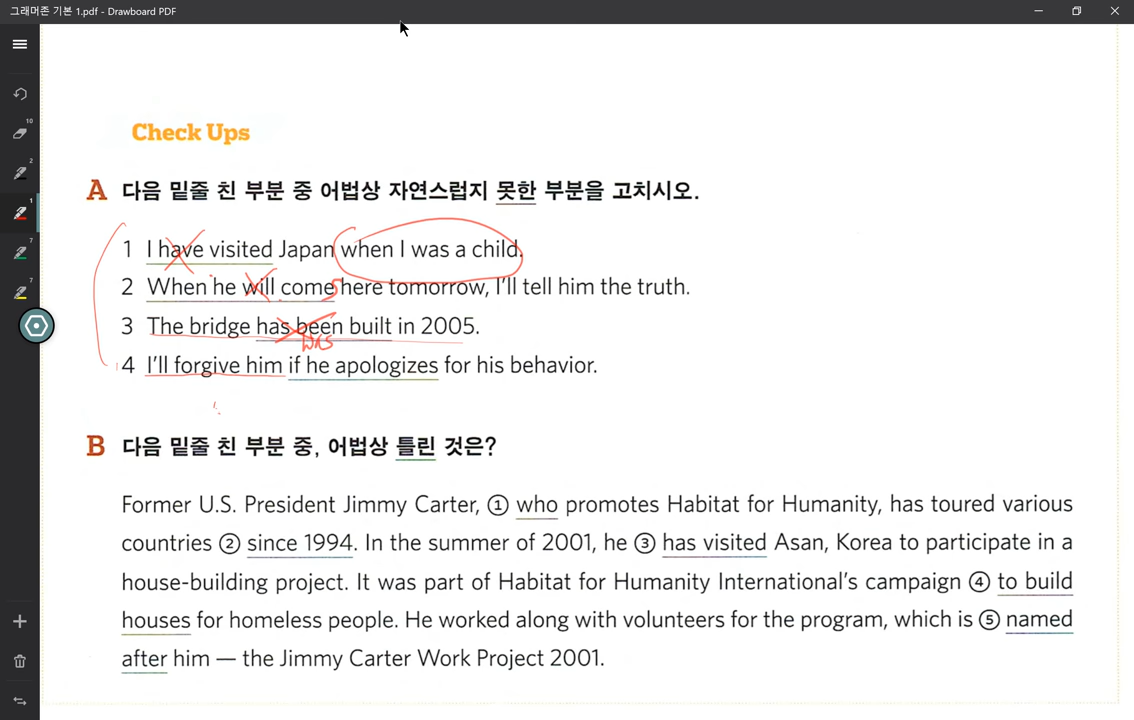 그래머존 기본 1.pdf - Drawboard PDF
10
2
1
7
7
Check Ups
A 다음 밑줄 친 부분 중 어법상 자연스럽지 못한 부분을 고치시오.
1 I have visited Japan when I was a child.
2 When he will come s here tomorrow, I'll tell him the truth.
3 The bridge has been built in 2005.
was
4 I'll forgive him if he apologizes for his behavior.
B 다음 밑줄 친 부분 중, 어법상 틀린 것은?
Former U.S. President Jimmy Carter, ① who promotes Habitat for Humanity, has toured various
countries ② since 1994. In the summer of 2001, he ③ has visited Asan, Korea to participate in a
house-building project. It was part of Habitat for Humanity International's campaign ④ to build
houses for homeless people. He worked along with volunteers for the program, which is ⑤ named
after him — the Jimmy Carter Work Project 2001.